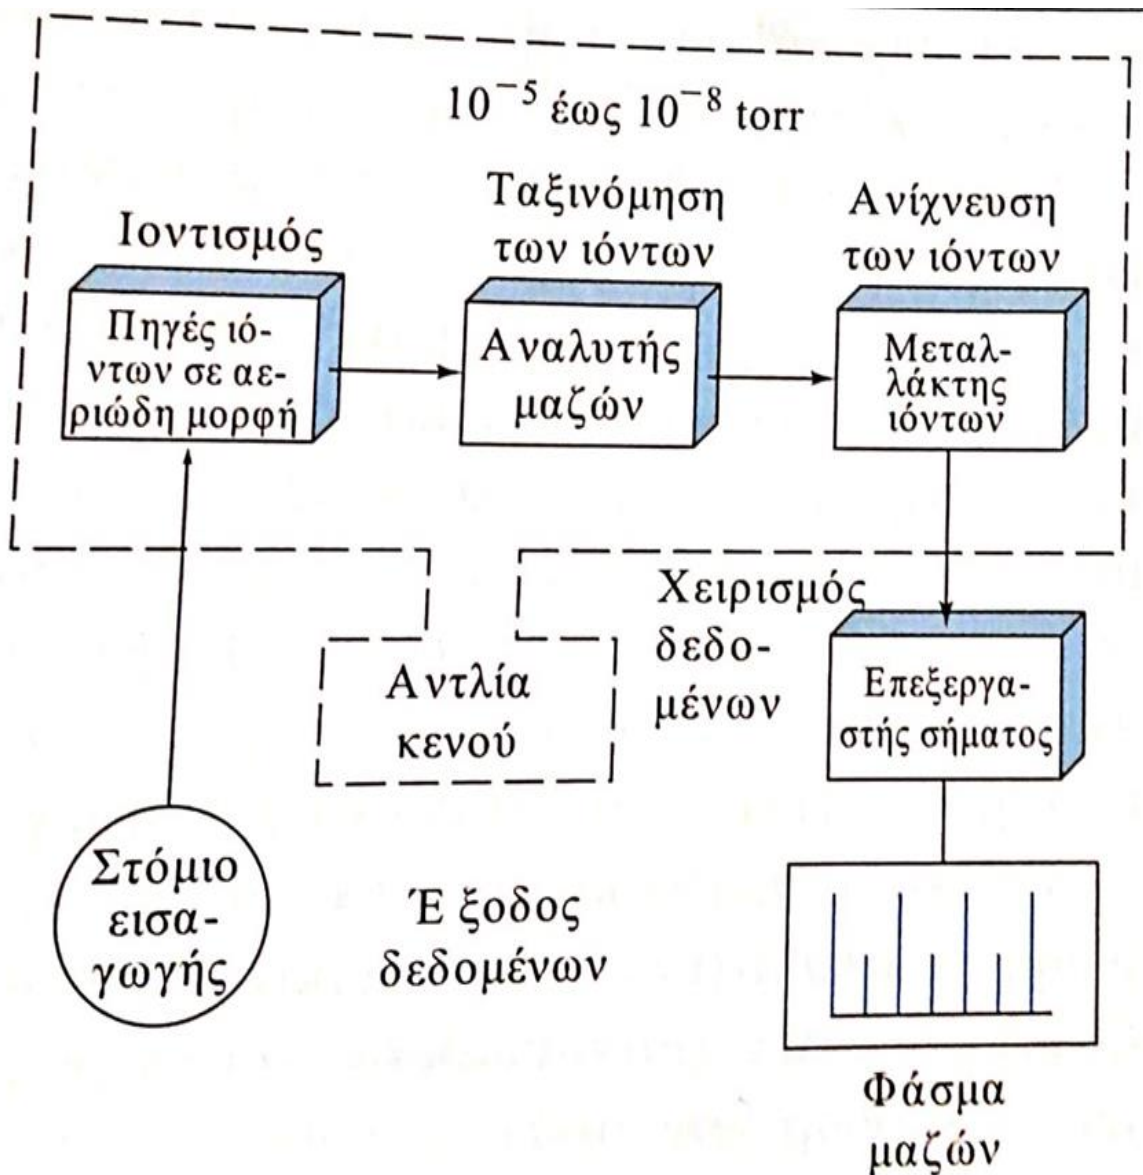 10⁻⁵ έως 10⁻⁸ torr
Ιοντισμός
Πηγές ιό-
ντων σε αε-
ριώδη μορφή
Ταξινόμηση
των ιόντων
Αναλυτής
μαζών
Ανίχνευση
των ιόντων
Μεταλ-
λάκτης
ιόντων
Αντλία
κενού
Χειρισμός
δεδο-
μένων
Επεξεργα-
στής σήματος
Στόμιο
εισα-
γωγής
Έξοδος
δεδομένων
Φάσμα
μαζών